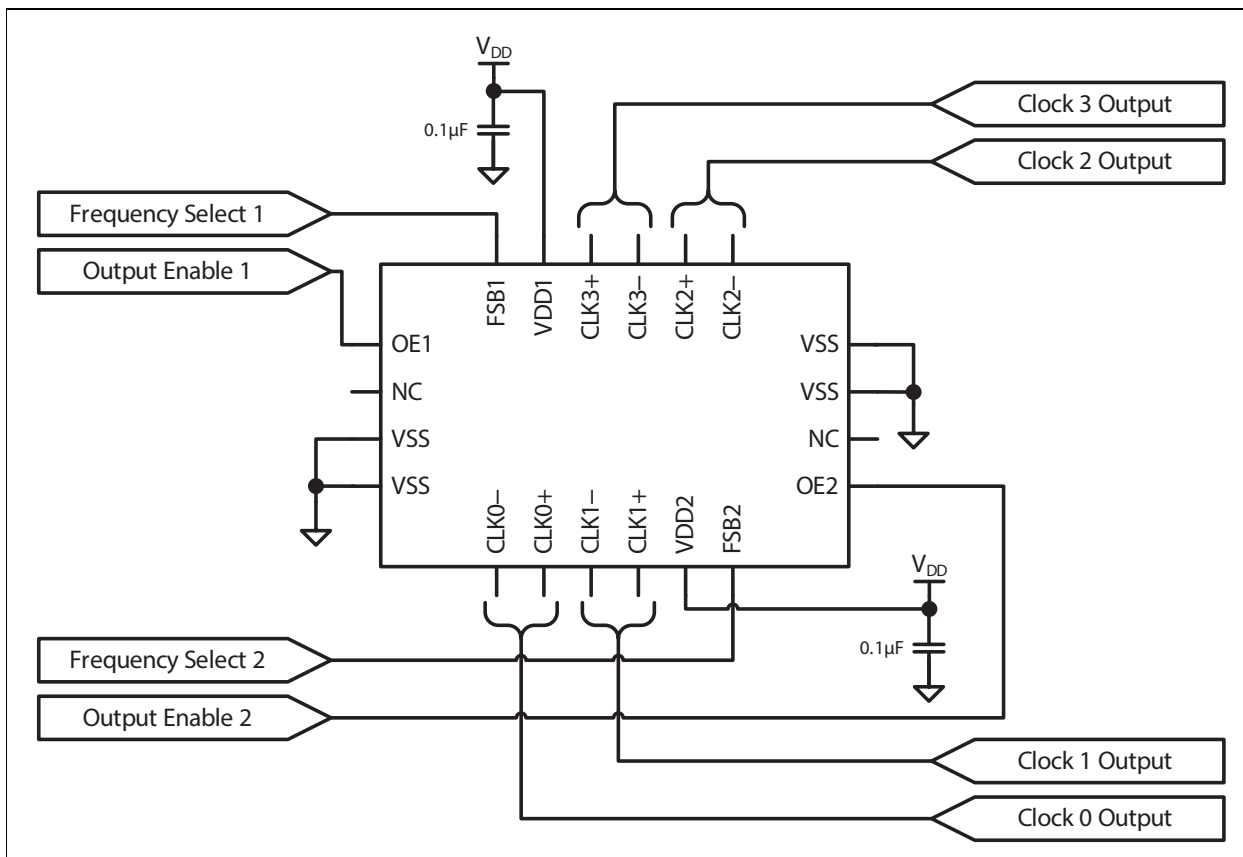 VDD
0.1µF
Clock 3 Output
Clock 2 Output
Frequency Select 1
Output Enable 1
FSB1
VDD1
CLK3+
CLK3–
CLK2+
CLK2–
OE1
NC
VSS
VSS
VSS
VSS
NC
OE2
CLK0–
CLK0+
CLK1–
CLK1+
VDD2
FSB2
VDD
0.1µF
Frequency Select 2
Output Enable 2
Clock 1 Output
Clock 0 Output